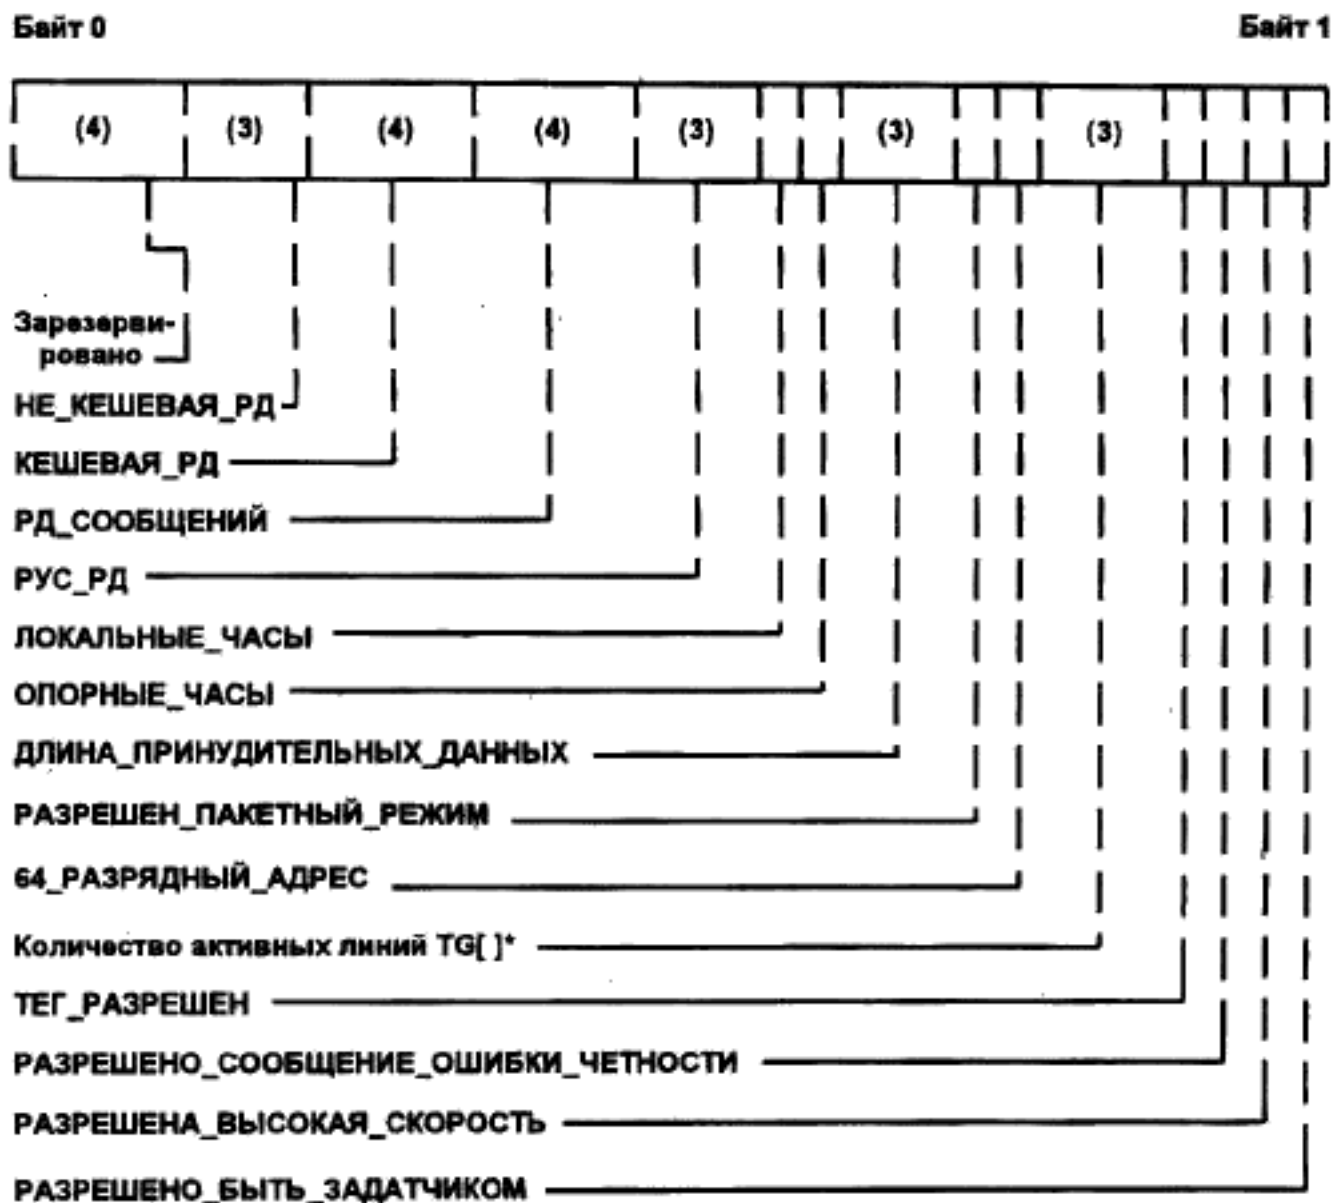 Байт 0 Байт 1
(4) (3) (4) (4) (3) (3) (3)
Зарезерви-
ровано
НЕ_КЕШЕВАЯ_РД
КЕШЕВАЯ_РД
РД_СООБЩЕНИЙ
РУС_РД
ЛОКАЛЬНЫЕ_ЧАСЫ
ОПОРНЫЕ_ЧАСЫ
ДЛИНА_ПРИНУДИТЕЛЬНЫХ_ДАННЫХ
РАЗРЕШЕН_ПАКЕТНЫЙ_РЕЖИМ
64_РАЗРЯДНЫЙ_АДРЕС
Количество активных линий TG[ ]*
ТЕГ_РАЗРЕШЕН
РАЗРЕШЕНО_СООБЩЕНИЕ_ОШИБКИ_ЧЕТНОСТИ
РАЗРЕШЕНА_ВЫСОКАЯ_СКОРОСТЬ
РАЗРЕШЕНО_БЫТЬ_ЗАДАТЧИКОМ